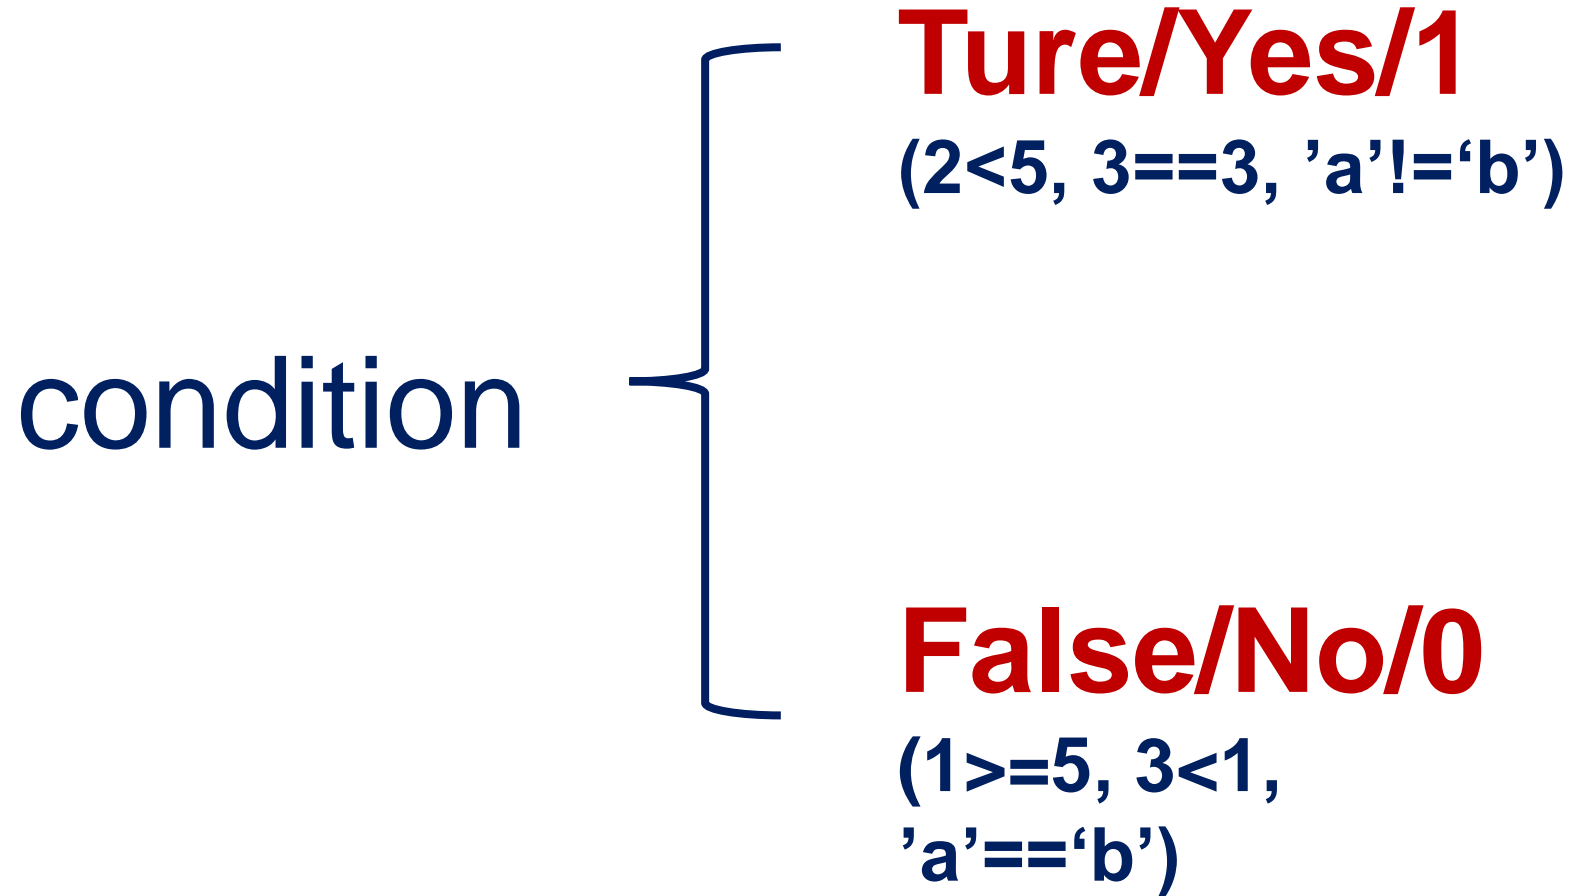 Ture/Yes/1
(2<5, 3==3, ’a’!=‘b’)
condition
False/No/0
(1>=5, 3<1,
’a’==‘b’)